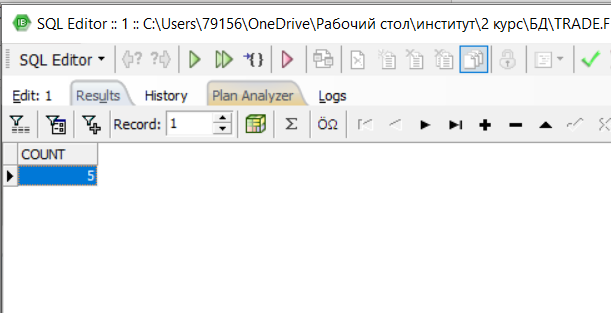 SQL Editor :: 1 :: C:\Users\79156\OneDrive\Рабочий стол\институт\2 курс\БД\TRADE.F
SQL Editor
Edit: 1 Results History Plan Analyzer Logs
Record: 1 Σ ÖΩ
COUNT
5